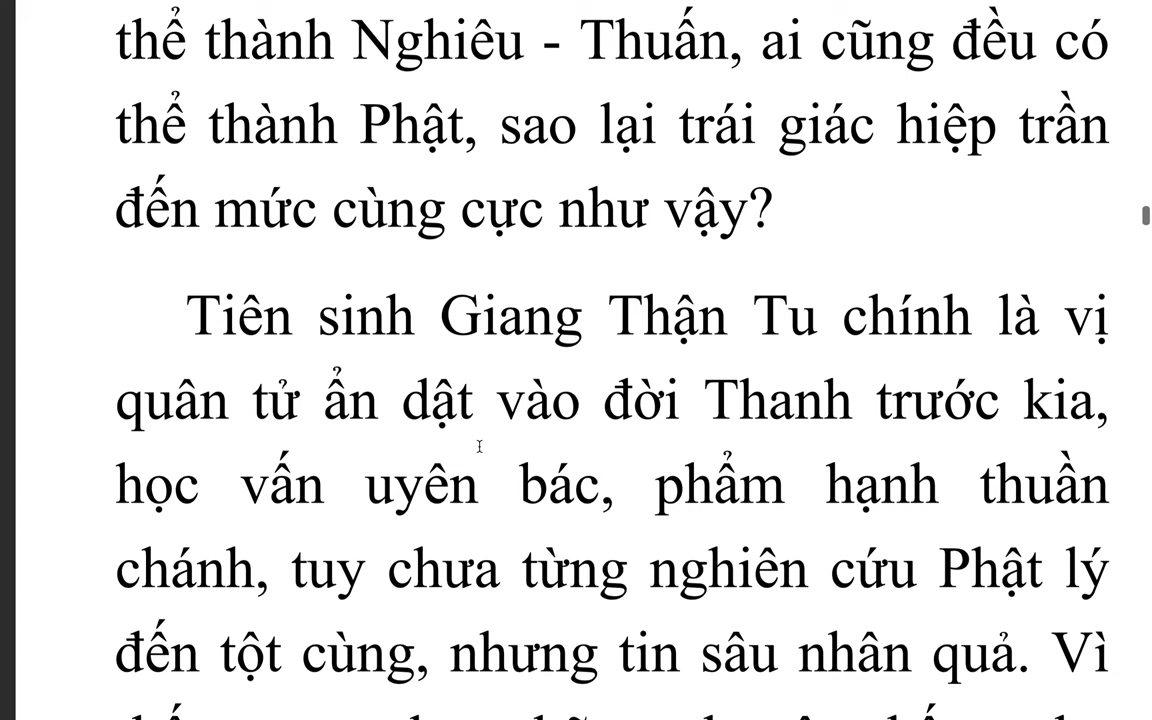 thể thành Nghiêu - Thuấn, ai cũng đều có
thể thành Phật, sao lại trái giác hiệp trần
đến mức cùng cực như vậy?
Tiên sinh Giang Thận Tu chính là vị
quân tử ẩn dật vào đời Thanh trước kia,
học vấn uyên bác, phẩm hạnh thuần
chánh, tuy chưa từng nghiên cứu Phật lý
đến tột cùng, nhưng tin sâu nhân quả. Vì